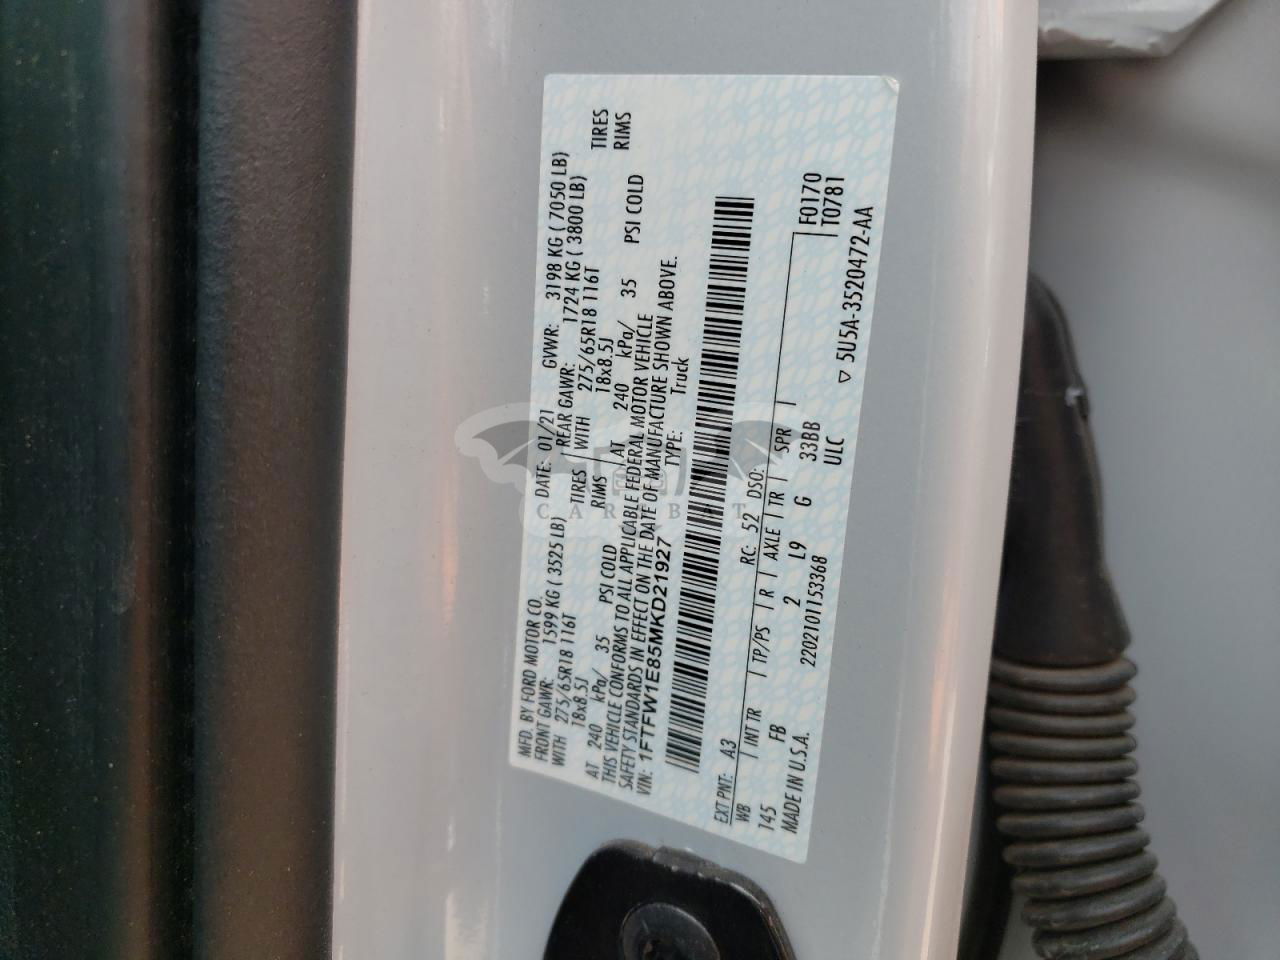 MFD. BY FORD MOTOR CO. DATE: 01/21 GVWR: 3198 KG ( 7050 LB)
FRONT GAWR: 1599 KG ( 3525 LB) REAR GAWR: 1724 KG ( 3800 LB)
WITH 275/65R18 116T TIRES WITH 275/65R18 116T TIRES
18x8.5J RIMS 18x8.5J RIMS
AT 240 kPa/ 35 PSI COLD AT 240 kPa/ 35 PSI COLD
THIS VEHICLE CONFORMS TO ALL APPLICABLE FEDERAL MOTOR VEHICLE
SAFETY STANDARDS IN EFFECT ON THE DATE OF MANUFACTURE SHOWN ABOVE.
VIN: 1FTFW1E85MKD21927 TYPE: Truck
EXT PNT: A3 RC: 52 DSO: F0170
WB INT TR TP/PS R AXLE TR SPR T0781
145 FB 2 L9 G 33BB
MADE IN U.S.A. 2202101153368 ULC
▽ 5U5A-3520472-AA